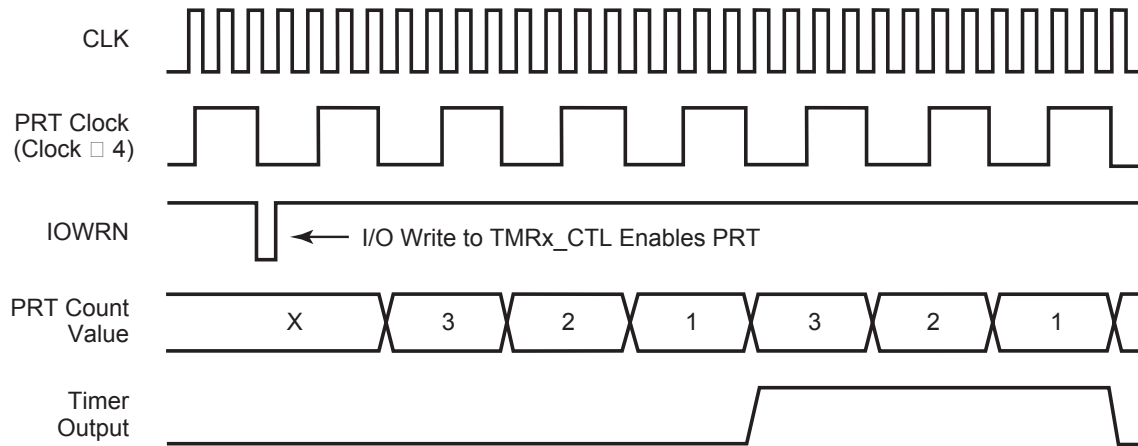 CLK
PRT Clock
(Clock □ 4)
IOWRN
I/O Write to TMRx_CTL Enables PRT
PRT Count
Value
X 3 2 1 3 2 1
Timer
Output